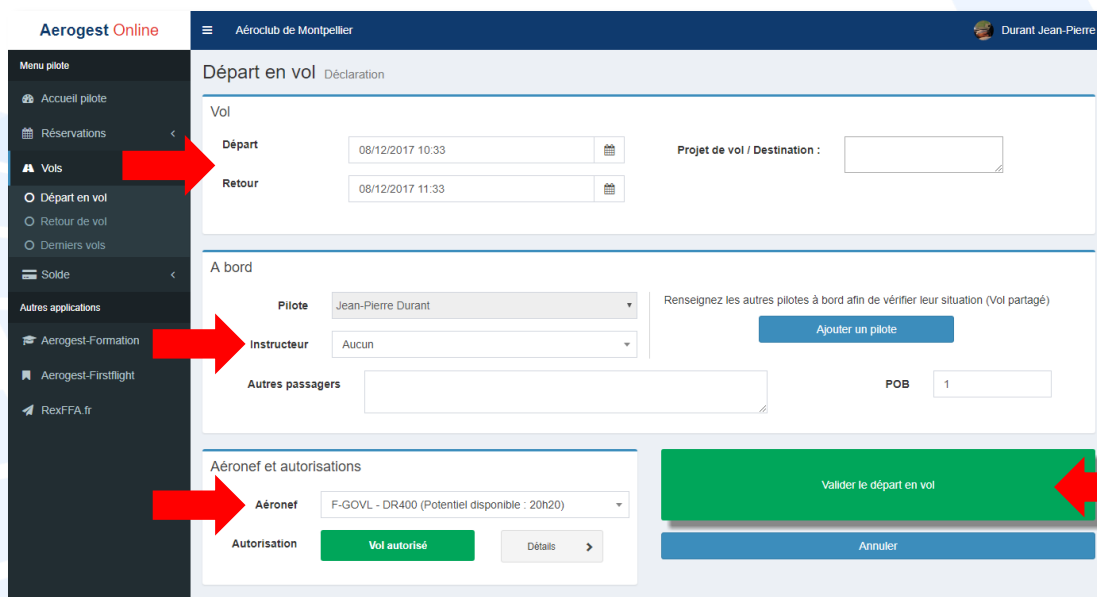 Aerogest Online
Aéroclub de Montpellier
Durant Jean-Pierre
Menu pilote
Accueil pilote
Réservations
Vols
Départ en vol
Retour de vol
Derniers vols
Solde
Autres applications
Aerogest-Formation
Aerogest-Firstflight
RexFFA.fr
Départ en vol Déclaration
Vol
Départ
08/12/2017 10:33
Projet de vol / Destination :
Retour
08/12/2017 11:33
A bord
Pilote
Jean-Pierre Durant
Renseignez les autres pilotes à bord afin de vérifier leur situation (Vol partagé)
Ajouter un pilote
Instructeur
Aucun
Autres passagers
POB
1
Aéronef et autorisations
Aéronef
F-GOVL - DR400 (Potentiel disponible : 20h20)
Autorisation
Vol autorisé
Détails
Valider le départ en vol
Annuler